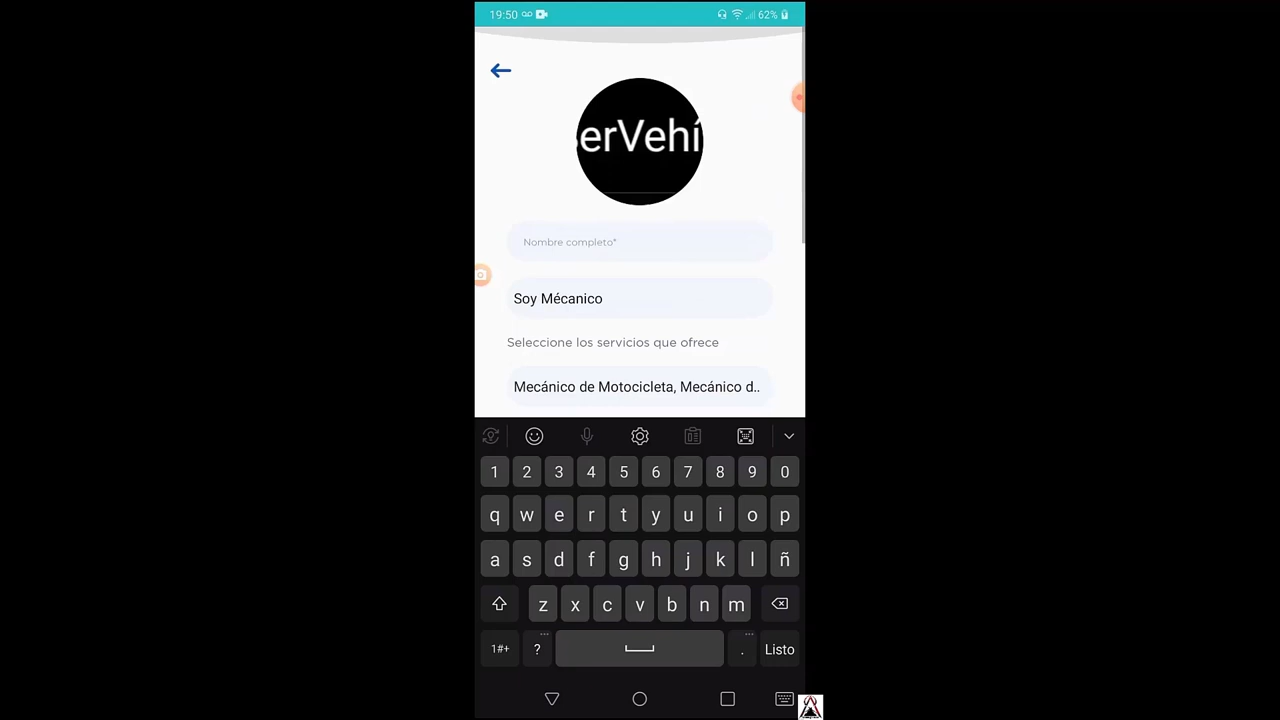 19:50
62%
erVehí
Nombre completo*
Soy Mécanico
Seleccione los servicios que ofrece
Mecánico de Motocicleta, Mecánico d..
1 2 3 4 5 6 7 8 9 0
q w e r t y u i o p
a s d f g h j k l ñ
z x c v b n m
1#+ ? . Listo